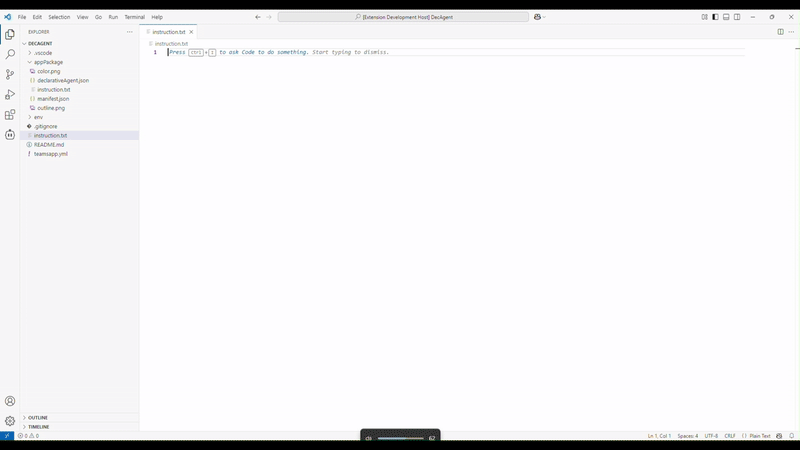 File Edit Selection View Go Run Terminal Help
[Extension Development Host] DecAgent
EXPLORER
DECAGENT
.vscode
appPackage
color.png
declarativeAgent.json
instruction.txt
manifest.json
outline.png
env
.gitignore
instruction.txt
README.md
teamsapp.yml
OUTLINE
TIMELINE
instruction.txt
instruction.txt
1 Press Ctrl + I to ask Code to do something. Start typing to dismiss.
0 0
Ln 1, Col 1 Spaces: 4 UTF-8 CRLF Plain Text
62